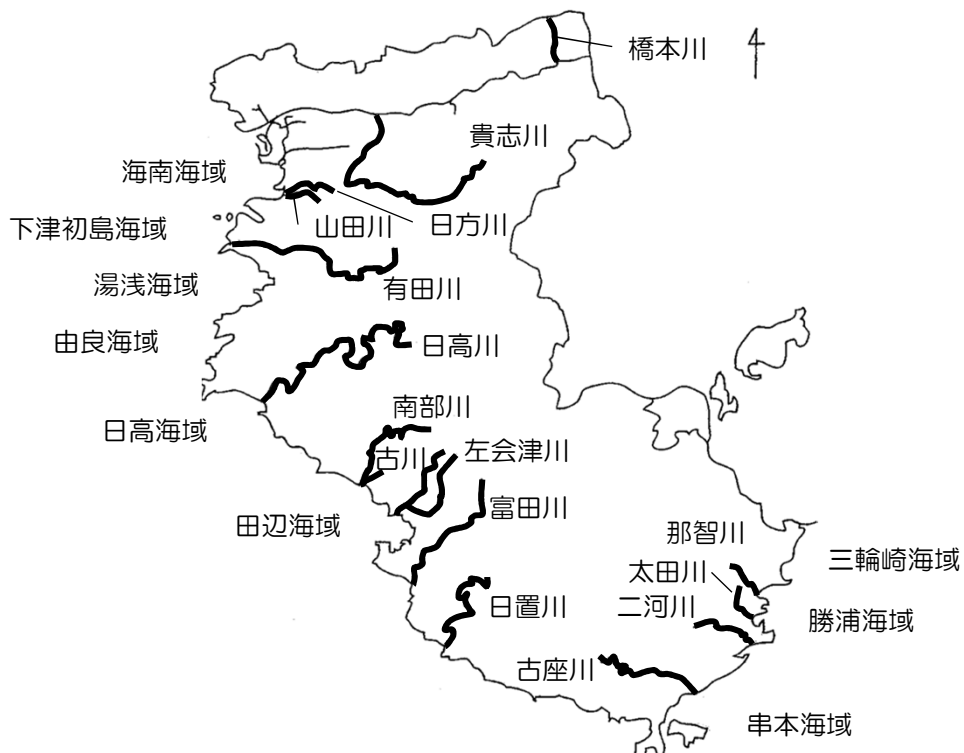 橋本川
貴志川
海南海域
山田川
日方川
下津初島海域
湯浅海域
有田川
由良海域
日高川
南部川
日高海域
古川
左会津川
富田川
田辺海域
那智川
三輪崎海域
太田川
日置川
二河川
勝浦海域
古座川
串本海域